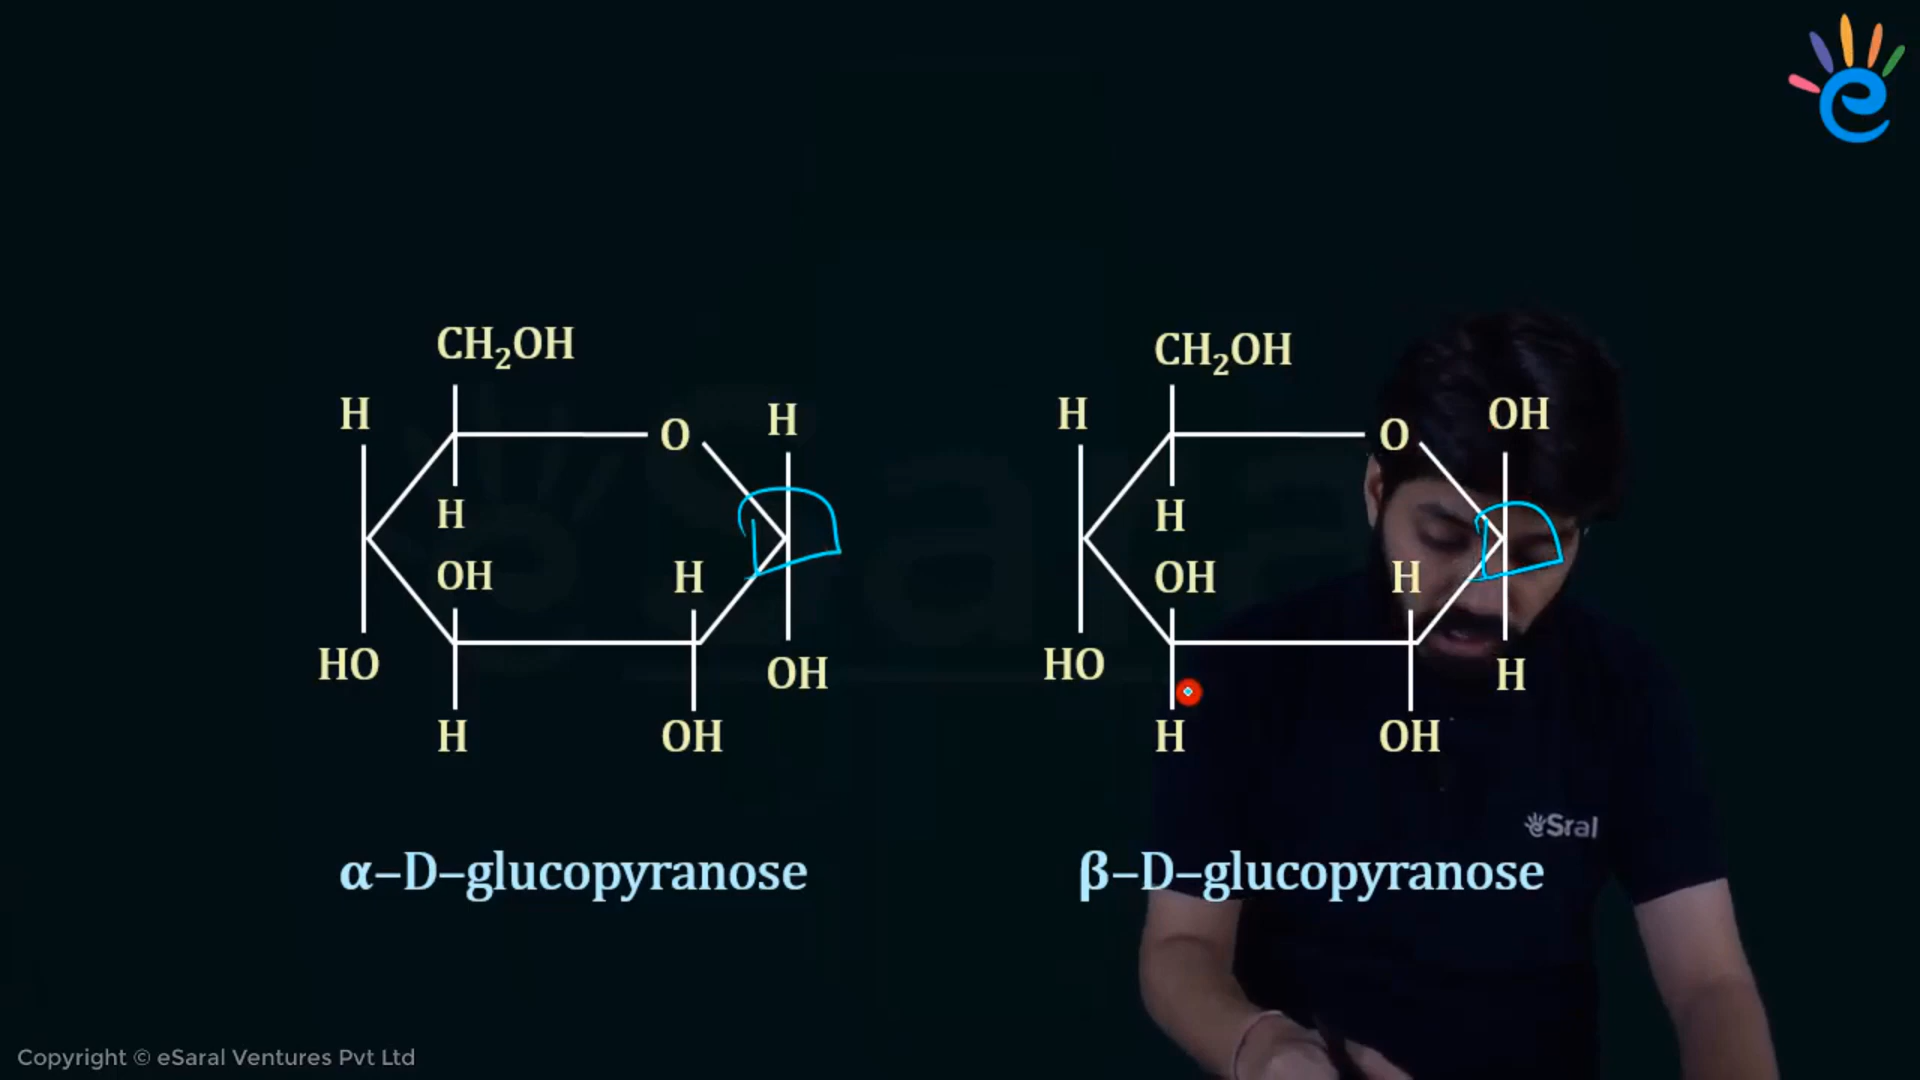 CH₂OH
H
O
H
H
OH
H
HO
OH
H
OH
α–D–glucopyranose
CH₂OH
H
O
OH
H
OH
H
HO
H
H
OH
β–D–glucopyranose
eSral
Copyright © eSaral Ventures Pvt Ltd